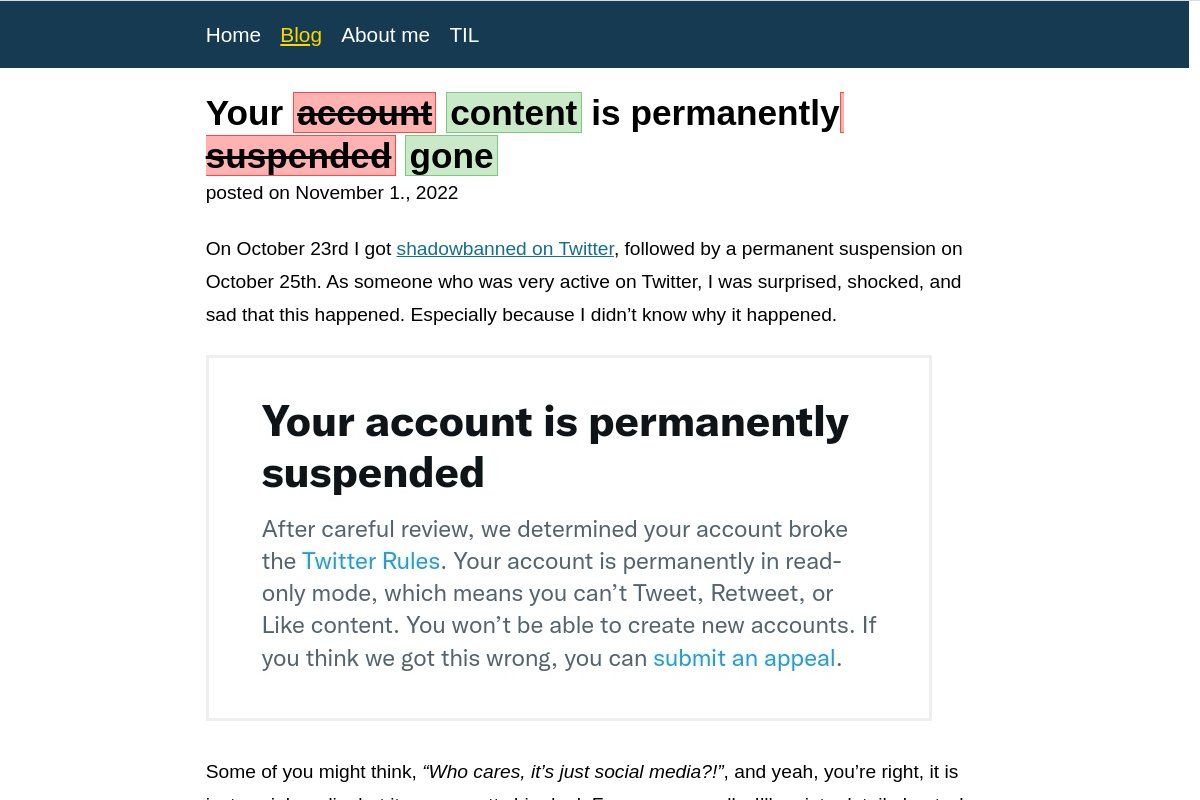 Home Blog About me TIL
Your account content is permanently
suspended gone
posted on November 1., 2022
On October 23rd I got shadowbanned on Twitter, followed by a permanent suspension on
October 25th. As someone who was very active on Twitter, I was surprised, shocked, and
sad that this happened. Especially because I didn’t know why it happened.
Your account is permanently
suspended
After careful review, we determined your account broke
the Twitter Rules. Your account is permanently in read-
only mode, which means you can’t Tweet, Retweet, or
Like content. You won’t be able to create new accounts. If
you think we got this wrong, you can submit an appeal.
Some of you might think, “Who cares, it’s just social media?!”, and yeah, you’re right, it is